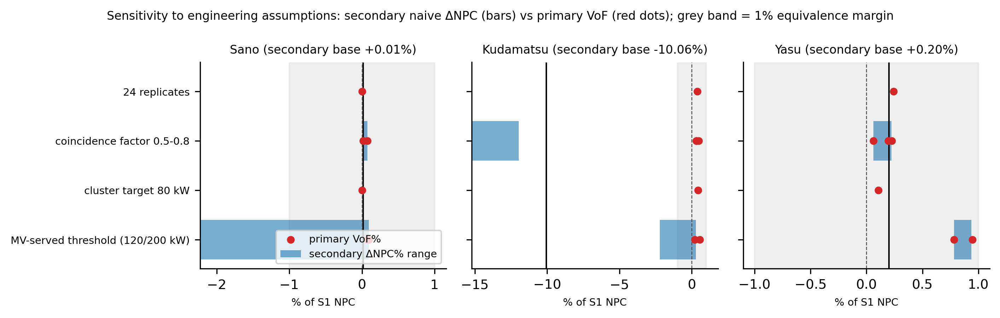 Sensitivity to engineering assumptions: secondary naive ΔNPC (bars) vs primary VoF (red dots); grey band = 1% equivalence margin
Sano (secondary base +0.01%)
Kudamatsu (secondary base -10.06%)
Yasu (secondary base +0.20%)
24 replicates
coincidence factor 0.5-0.8
cluster target 80 kW
MV-served threshold (120/200 kW)
primary VoF%
secondary ΔNPC% range
−2 −1 0 1
−15 −10 −5 0
−1.0 −0.5 0.0 0.5 1.0
% of S1 NPC
% of S1 NPC
% of S1 NPC